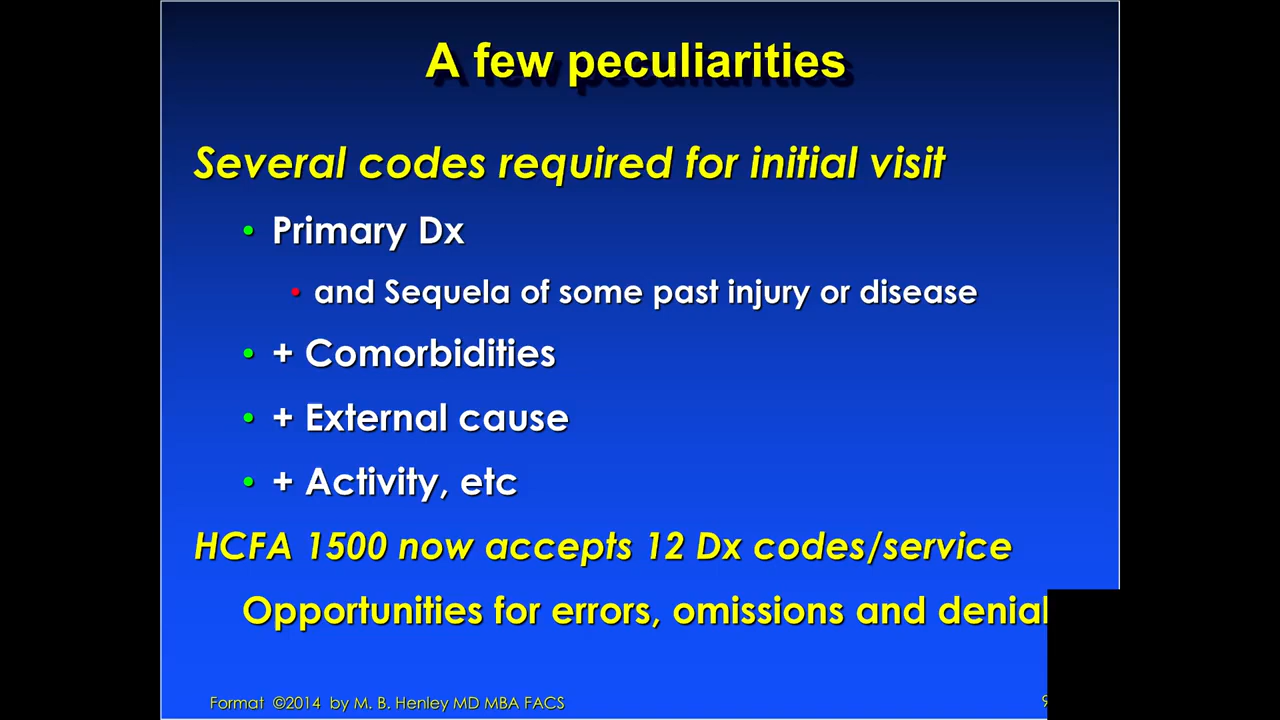 A few peculiarities
Several codes required for initial visit
• Primary Dx
• and Sequela of some past injury or disease
• + Comorbidities
• + External cause
• + Activity, etc
HCFA 1500 now accepts 12 Dx codes/service
Opportunities for errors, omissions and denial
Format ©2014 by M. B. Henley MD MBA FACS